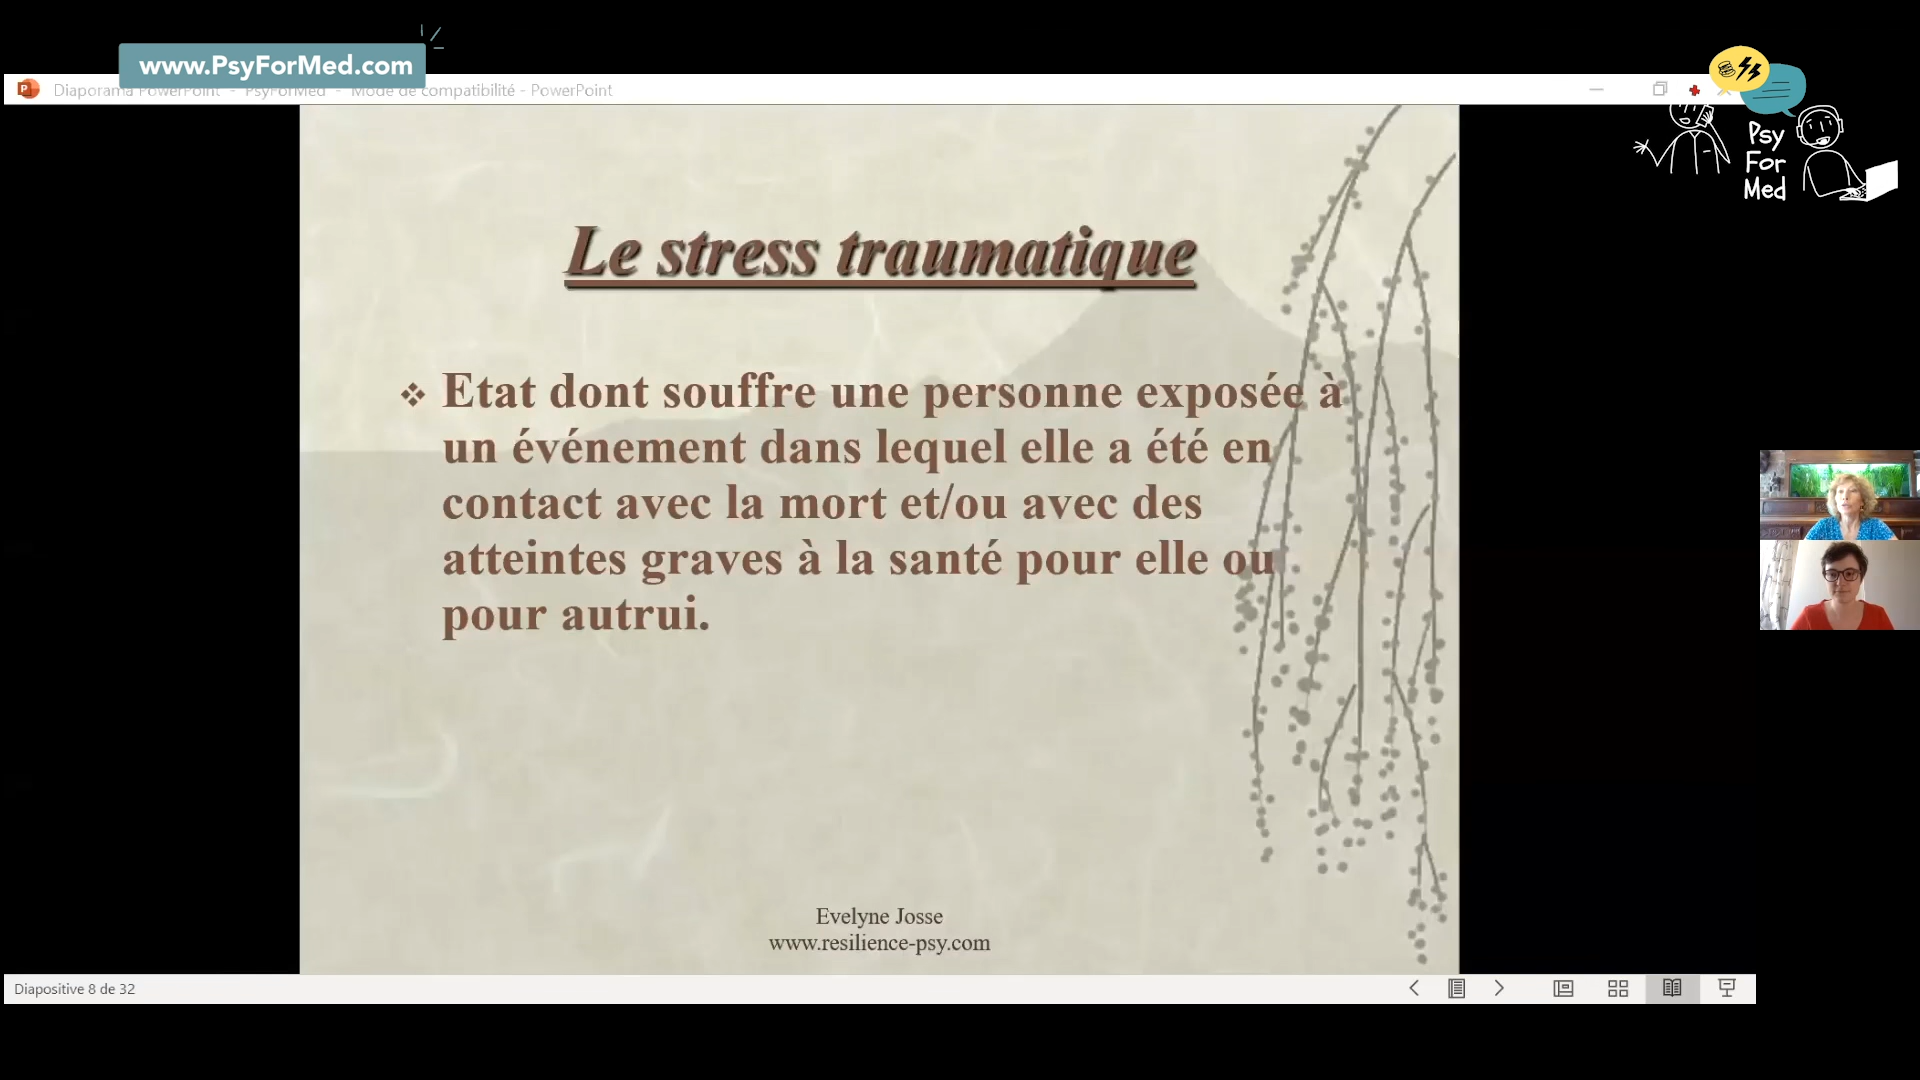 www.PsyForMed.com
Diaporama PowerPoint - PsyForMed - Mode de compatibilité - PowerPoint
Psy
For
Med
Le stress traumatique
❖ Etat dont souffre une personne exposée à
un événement dans lequel elle a été en
contact avec la mort et/ou avec des
atteintes graves à la santé pour elle ou
pour autrui.
Evelyne Josse
www.resilience-psy.com
Diapositive 8 de 32